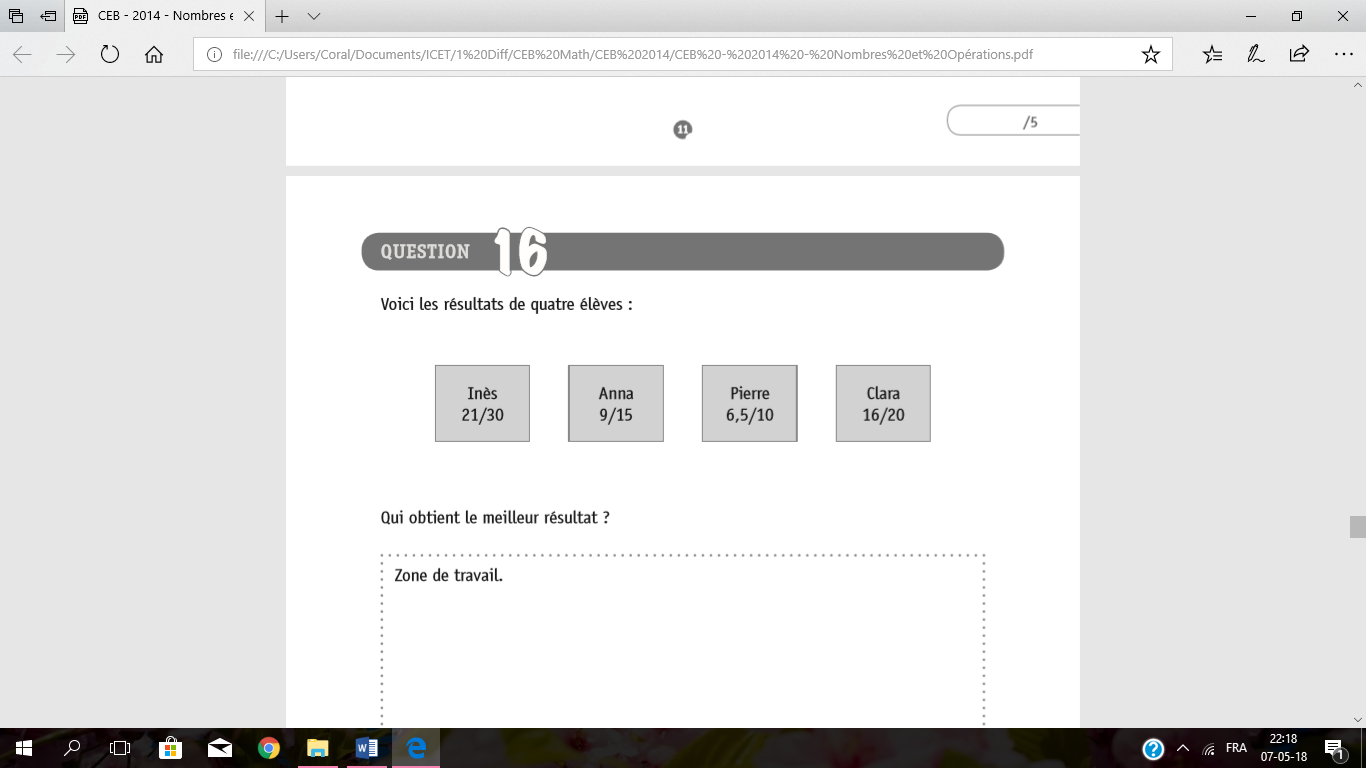 CEB - 2014 - Nombres e
file:///C:/Users/Coral/Documents/ICET/1%20Diff/CEB%20Math/CEB%202014/CEB%20-%202014%20-%20Nombres%20et%20Opérations.pdf
11
/5
QUESTION 16
Voici les résultats de quatre élèves :
Inès
21/30
Anna
9/15
Pierre
6,5/10
Clara
16/20
Qui obtient le meilleur résultat ?
Zone de travail.
FRA
22:18
07-05-18
1